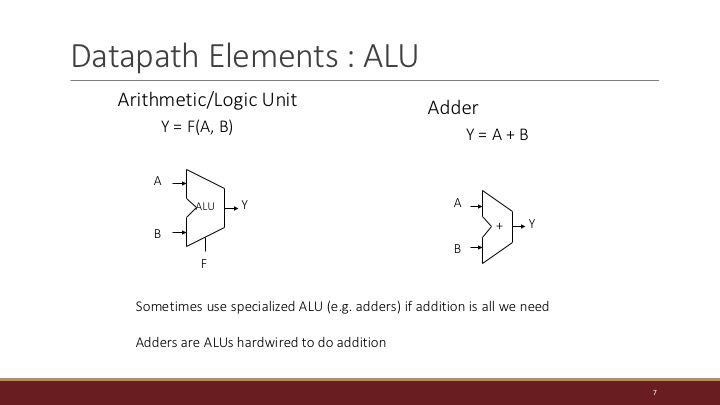 Datapath Elements : ALU
Arithmetic/Logic Unit
Y = F(A, B)
A
ALU
Y
B
F
Adder
Y = A + B
A
+
Y
B
Sometimes use specialized ALU (e.g. adders) if addition is all we need
Adders are ALUs hardwired to do addition
7